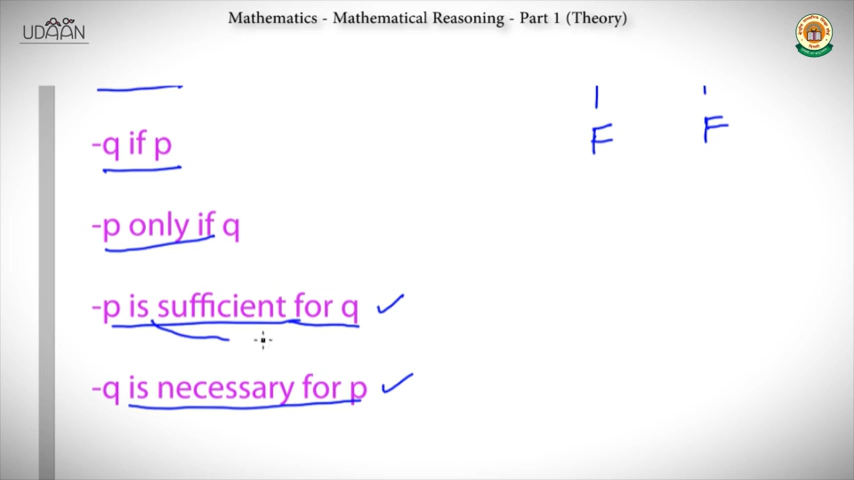 Mathematics - Mathematical Reasoning - Part 1 (Theory)
UDAAN
-q if p
F F
-p only if q
-p is sufficient for q
-q is necessary for p